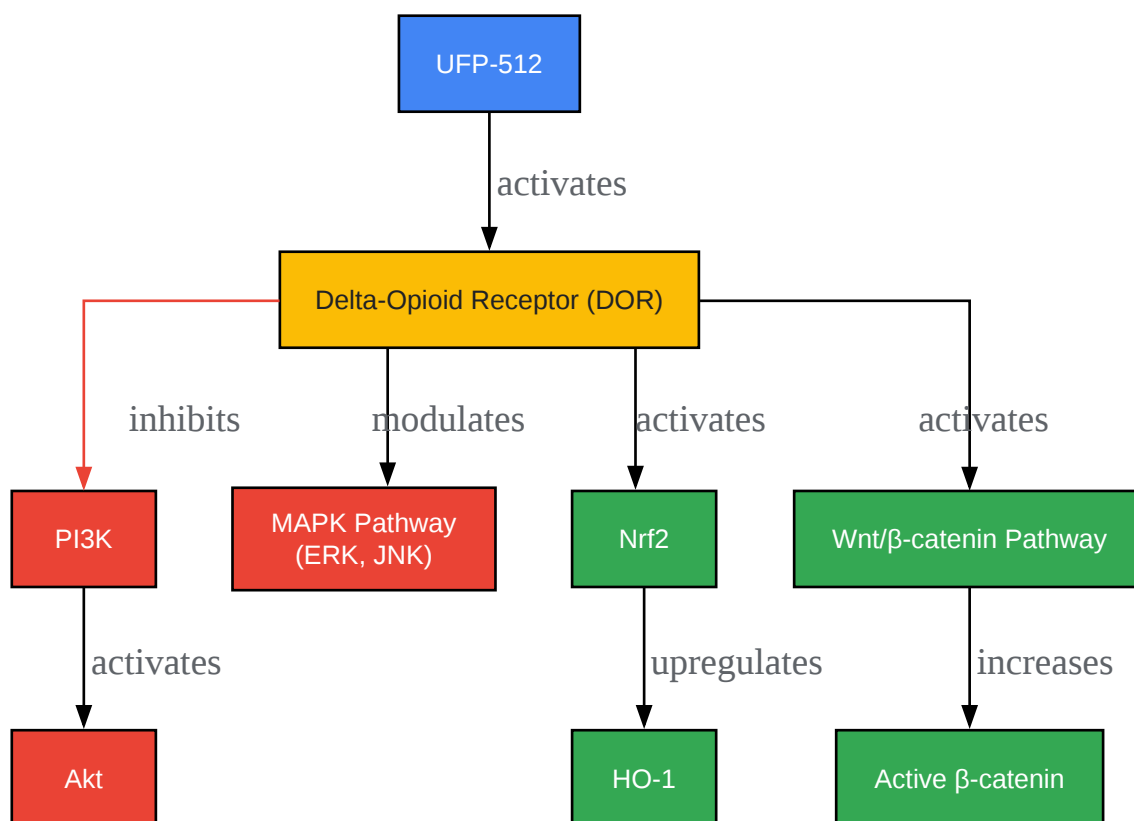 UFP-512
activates
Delta-Opioid Receptor (DOR)
inhibits
modulates
activates
activates
PI3K
MAPK Pathway
(ERK, JNK)
Nrf2
Wnt/β-catenin Pathway
activates
upregulates
increases
Akt
HO-1
Active β-catenin